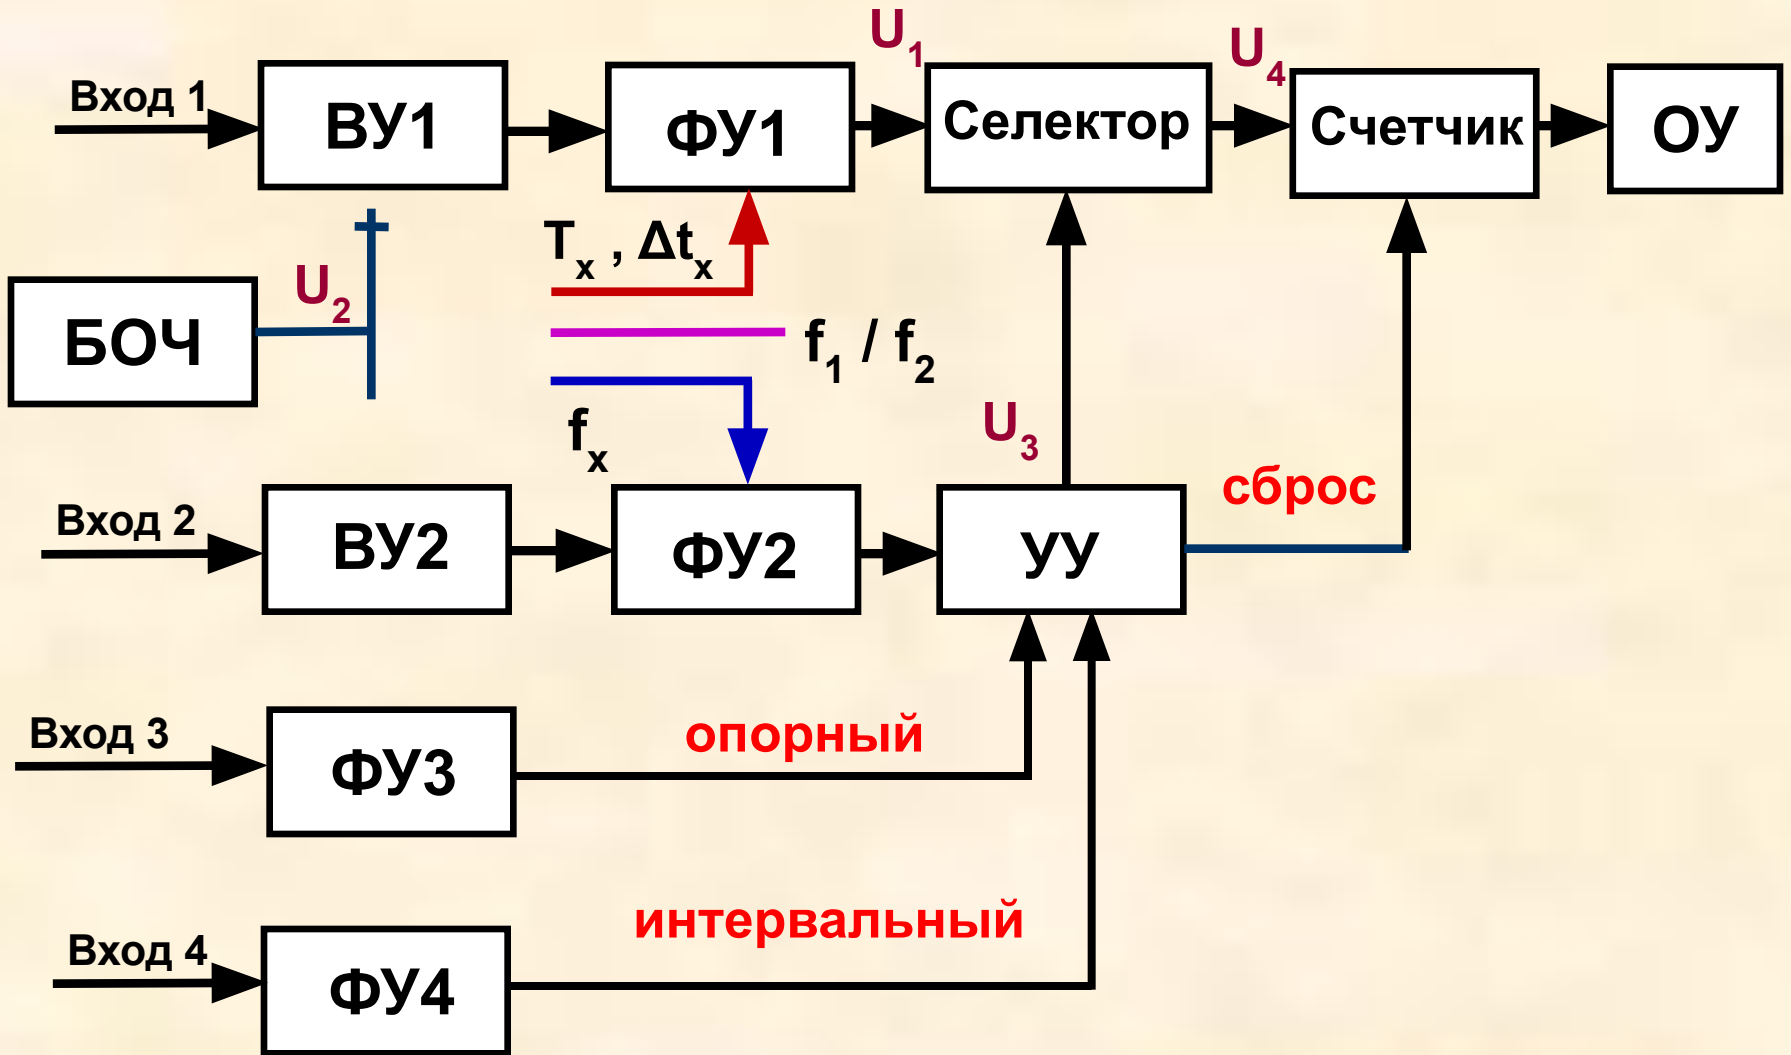 U1
U4
Вход 1
ВУ1
ФУ1
Селектор
Счетчик
ОУ
Tx , Δtx
U2
БОЧ
f1 / f2
fx
U3
сброс
Вход 2
ВУ2
ФУ2
УУ
Вход 3
ФУ3
опорный
интервальный
Вход 4
ФУ4